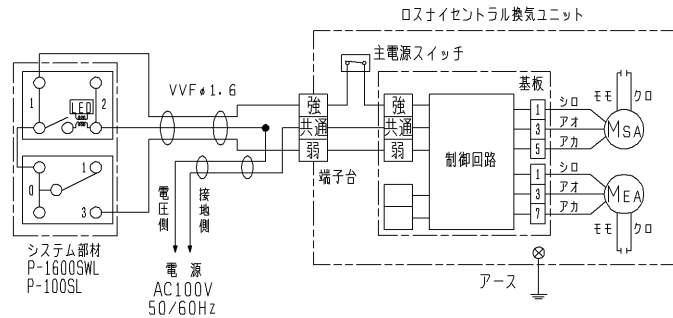 ロスナイセントラル換気ユニット
主電源スイッチ
基板
VVFφ1.6
LED
1
2
0
1
3
強
共通
弱
端子台
強
共通
弱
制御回路
1
3
5
1
3
7
シロ
アオ
アカ
シロ
アオ
アカ
モモ
クロ
MSA
MEA
モモ
クロ
電圧側
接地側
システム部材
P-1600SWL
P-100SL
電源
AC100V
50/60Hz
アース